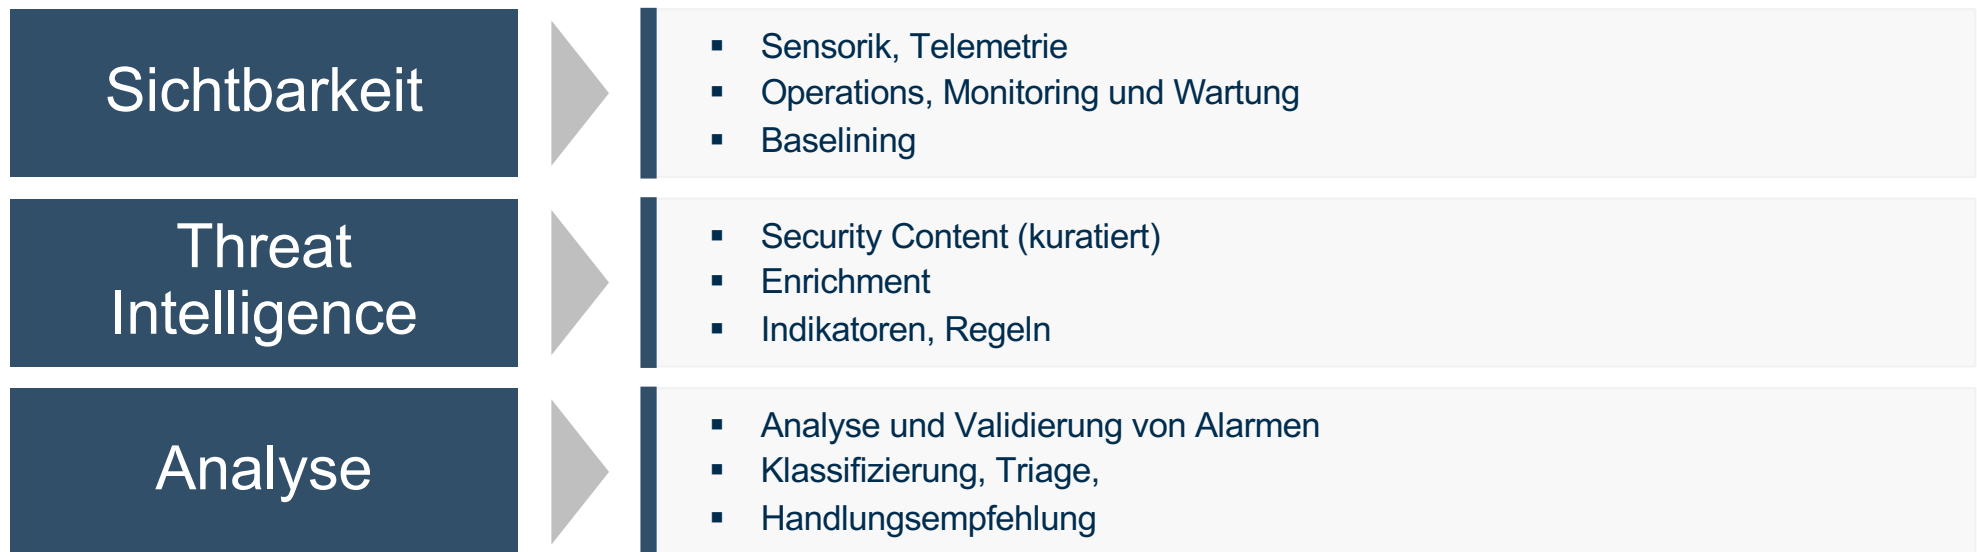 Sichtbarkeit
▪ Sensorik, Telemetrie
▪ Operations, Monitoring und Wartung
▪ Baselining
Threat
Intelligence
▪ Security Content (kuratiert)
▪ Enrichment
▪ Indikatoren, Regeln
Analyse
▪ Analyse und Validierung von Alarmen
▪ Klassifizierung, Triage,
▪ Handlungsempfehlung